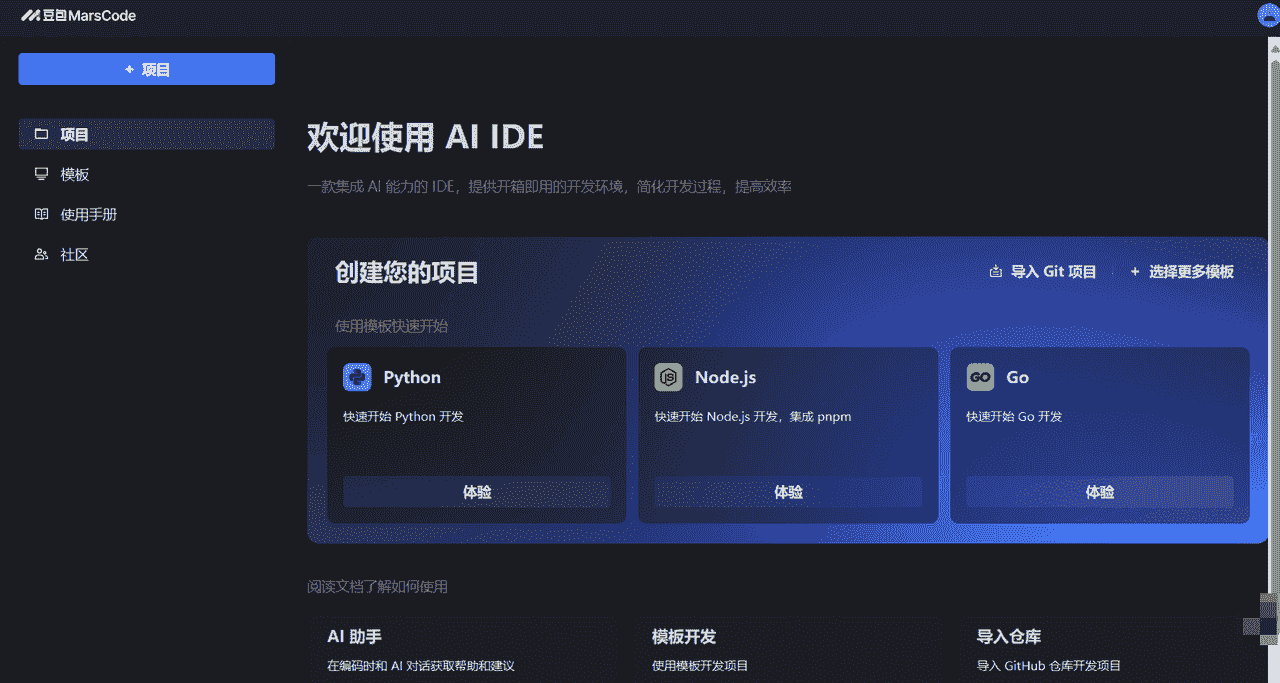 豆包MarsCode
+ 项目
项目
模板
使用手册
社区
欢迎使用 AI IDE
一款集成 AI 能力的 IDE，提供开箱即用的开发环境，简化开发过程，提高效率
创建您的项目
导入 Git 项目
+ 选择更多模板
使用模板快速开始
Python
快速开始 Python 开发
体验
JS
Node.js
快速开始 Node.js 开发，集成 pnpm
体验
GO
Go
快速开始 Go 开发
体验
阅读文档了解如何使用
AI 助手
在编码时和 AI 对话获取帮助和建议
模板开发
使用模板开发项目
导入仓库
导入 GitHub 仓库开发项目